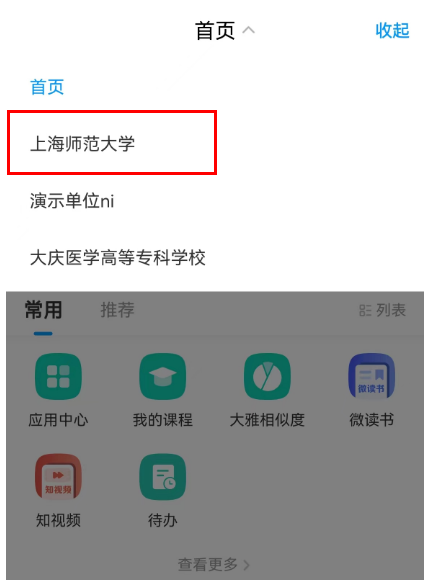 首页
收起
首页
上海师范大学
演示单位ni
大庆医学高等专科学校
常用 推荐 列表
微读书
应用中心 我的课程 大雅相似度 微读书
知视频
知视频 待办
查看更多